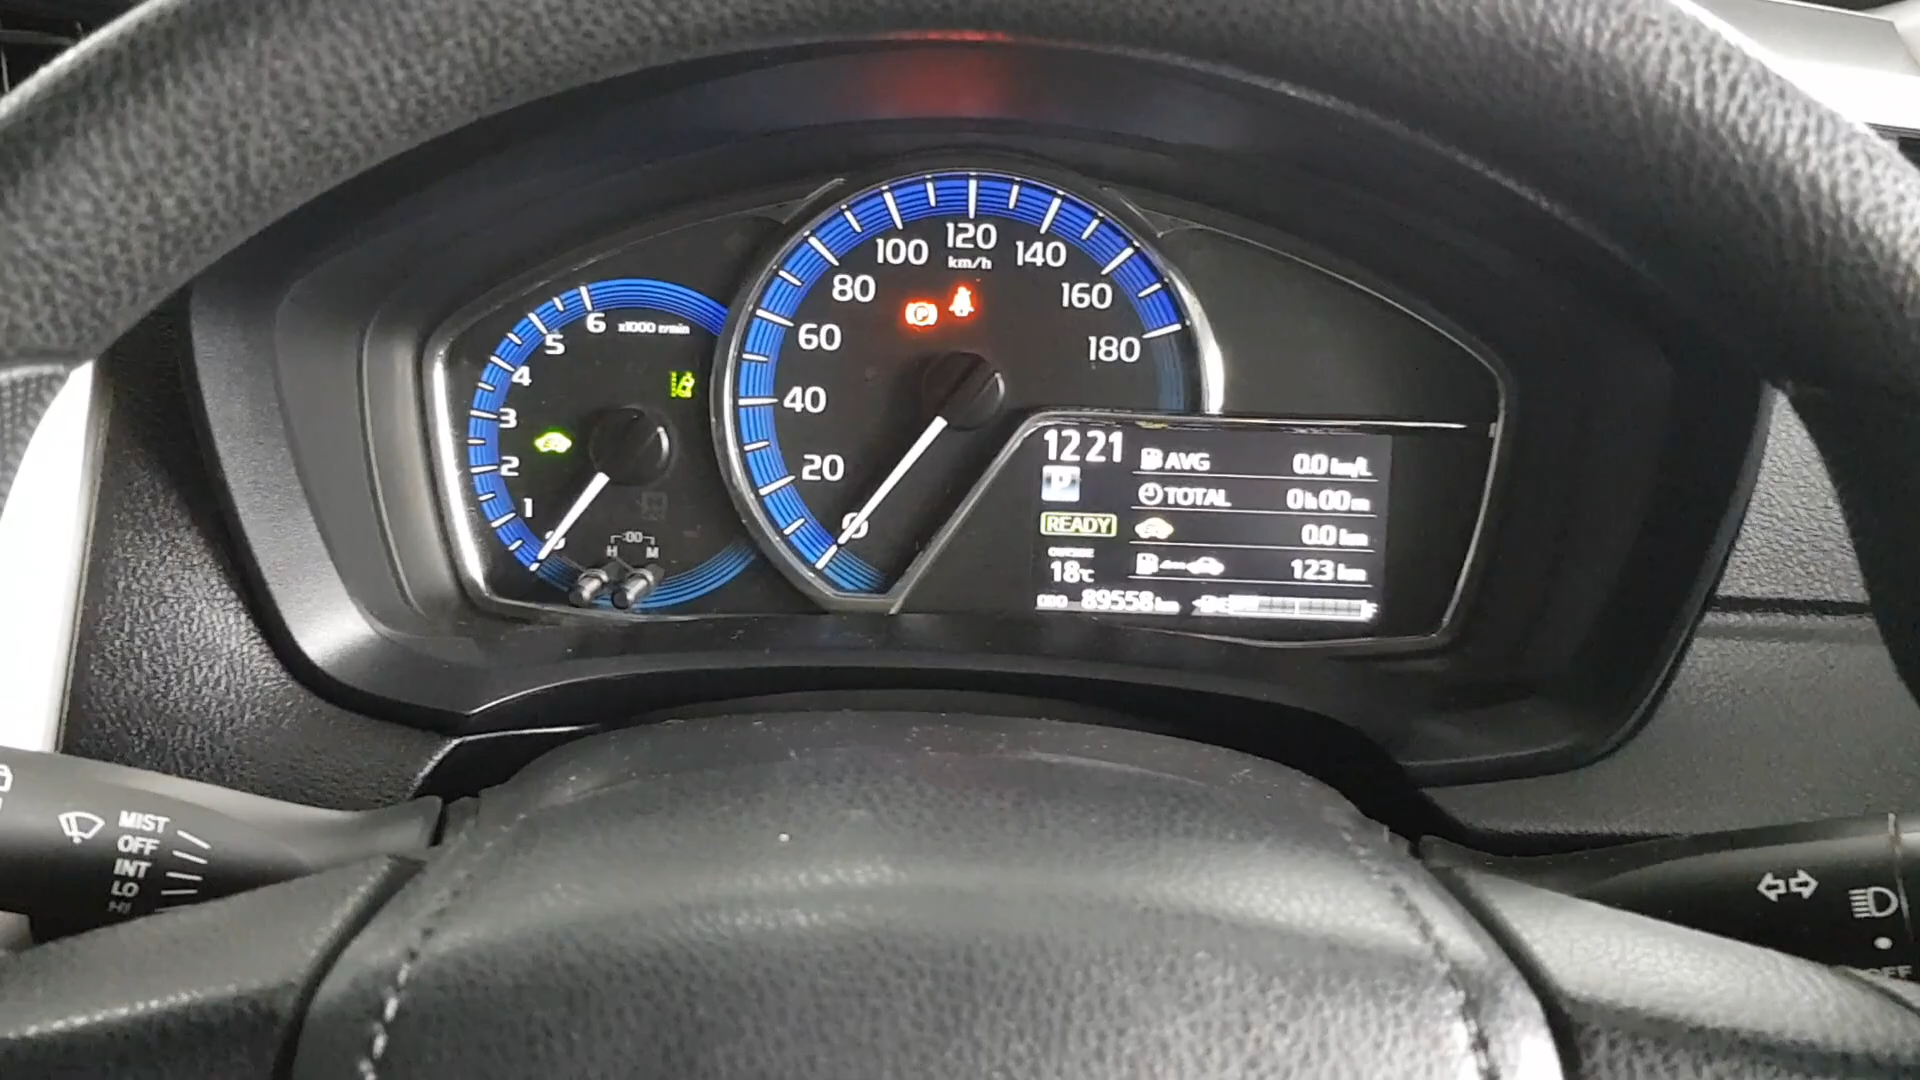 6 x1000 r/min
5
4
3
2
1
:00
H M
120
km/h
100
140
80
160
60
180
40
20
0
P
12 21
P
READY
OUTSIDE
18°C
AVG 0.0 km/L
TOTAL 0h00m
0.0 km
123 km
ODO 89558 km
E F
MIST
OFF
INT
LO
HI
OFF